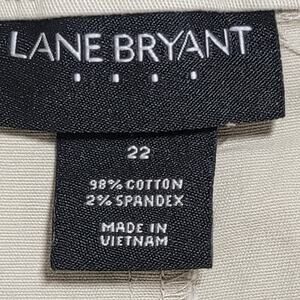 LANE BRYANT
22
98% COTTON
2% SPANDEX
MADE IN
VIETNAM